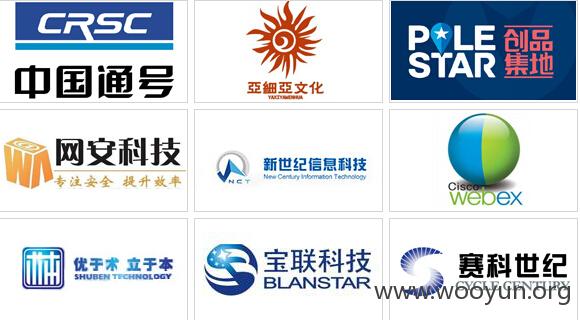 CRSC
中国通号
亞細亞文化
YAXIYAWENHUA
POLE STAR
创品集地
网安科技
专注安全 提升效率
NCT
新世纪信息科技
New Century Information Technology
Cisco
webex
优于术 立于本
SHUBEN TECHNOLOGY
宝联科技
BLANSTAR
赛科世纪
CYCLE CENTURY
www.wooyun.org